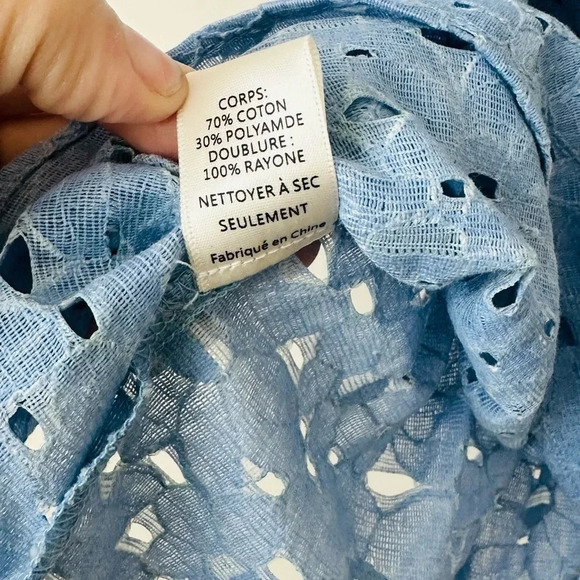 CORPS:
70% COTON
30% POLYAMDE
DOUBLURE :
100% RAYONE
NETTOYER À SEC
SEULEMENT
Fabriqué en Chine